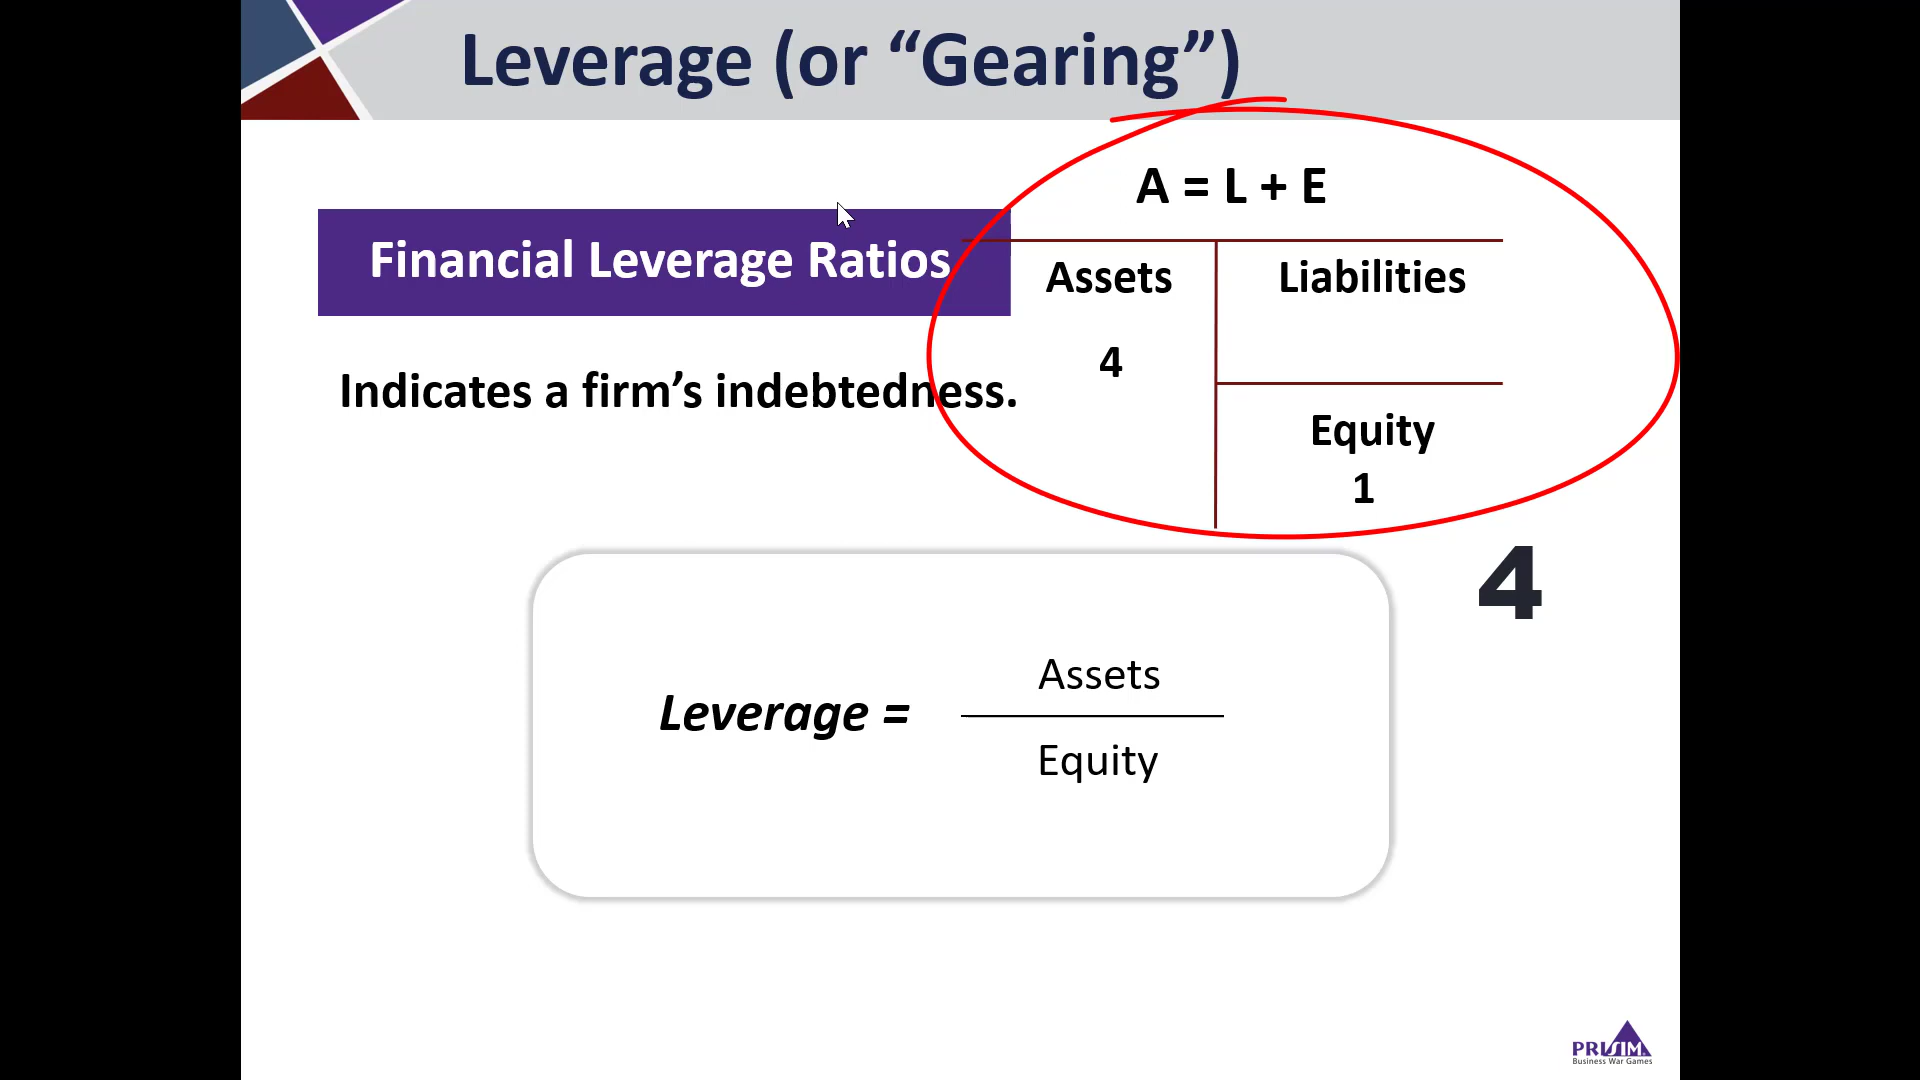 Leverage (or “Gearing”)
A = L + E
Financial Leverage Ratios
Assets
Liabilities
4
Indicates a firm’s indebtedness.
Equity
1
4
Leverage =
Assets
Equity
PRISIM
Business War Games